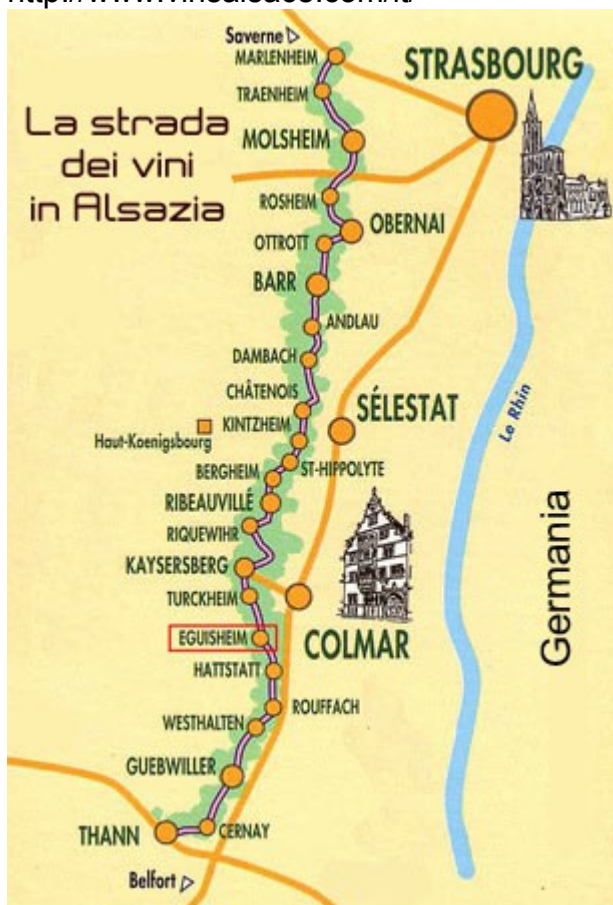 Saverne
MARLENHEIM
STRASBOURG
TRAENHEIM
La strada
dei vini
in Alsazia
MOLSHEIM
ROSHEIM
OBERNAI
OTTROTT
BARR
ANDLAU
DAMBACH
CHÂTENOIS
SÉLESTAT
Le Rhin
KINTZHEIM
Haut-Koenigsbourg
ST-HIPPOLYTE
BERGHEIM
RIBEAUVILLÉ
RIQUEWIHR
KAYSERSBERG
TURCKHEIM
Germania
EGUISHEIM
COLMAR
HATTSTATT
ROUFFACH
WESTHALTEN
GUEBWILLER
THANN
CERNAY
Belfort